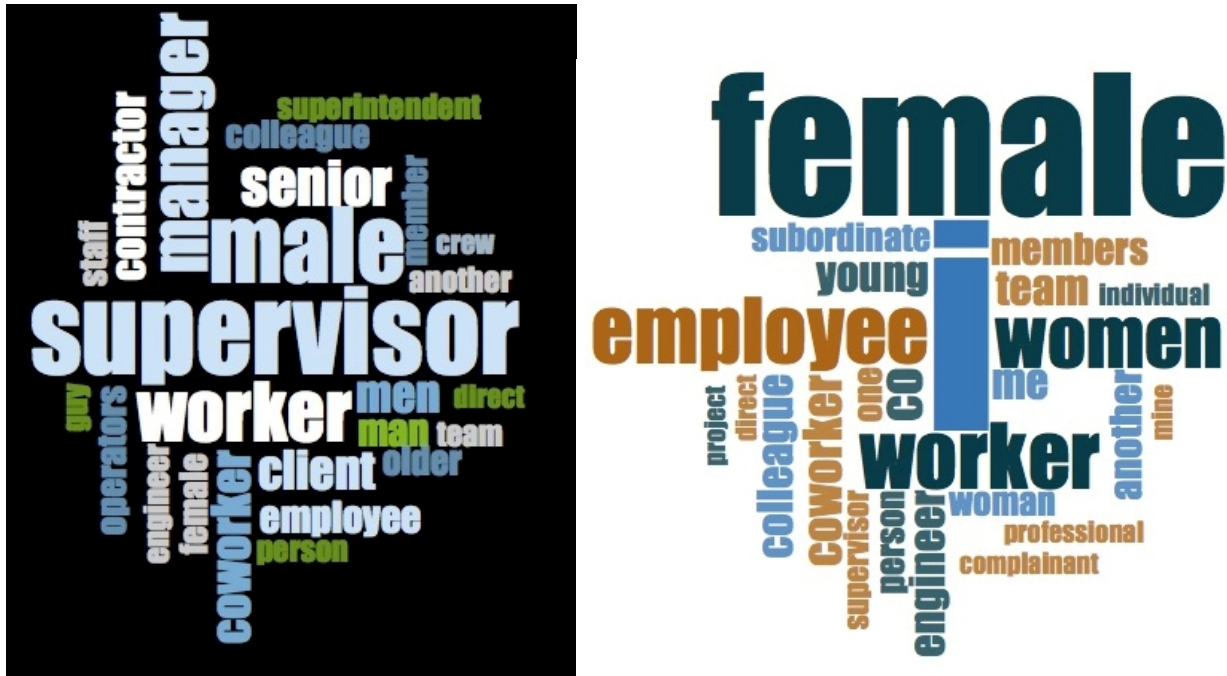 manager
superintendent
colleague
contractor
senior
member
male
staff
crew
another
supervisor
guy
operators
worker
men
direct
man
team
older
engineer
female
coworker
client
employee
person
female
subordinate
i
members
young
team
individual
employee
women
project
direct
colleague
coworker
one
co
me
another
mine
worker
supervisor
person
engineer
woman
professional
complainant